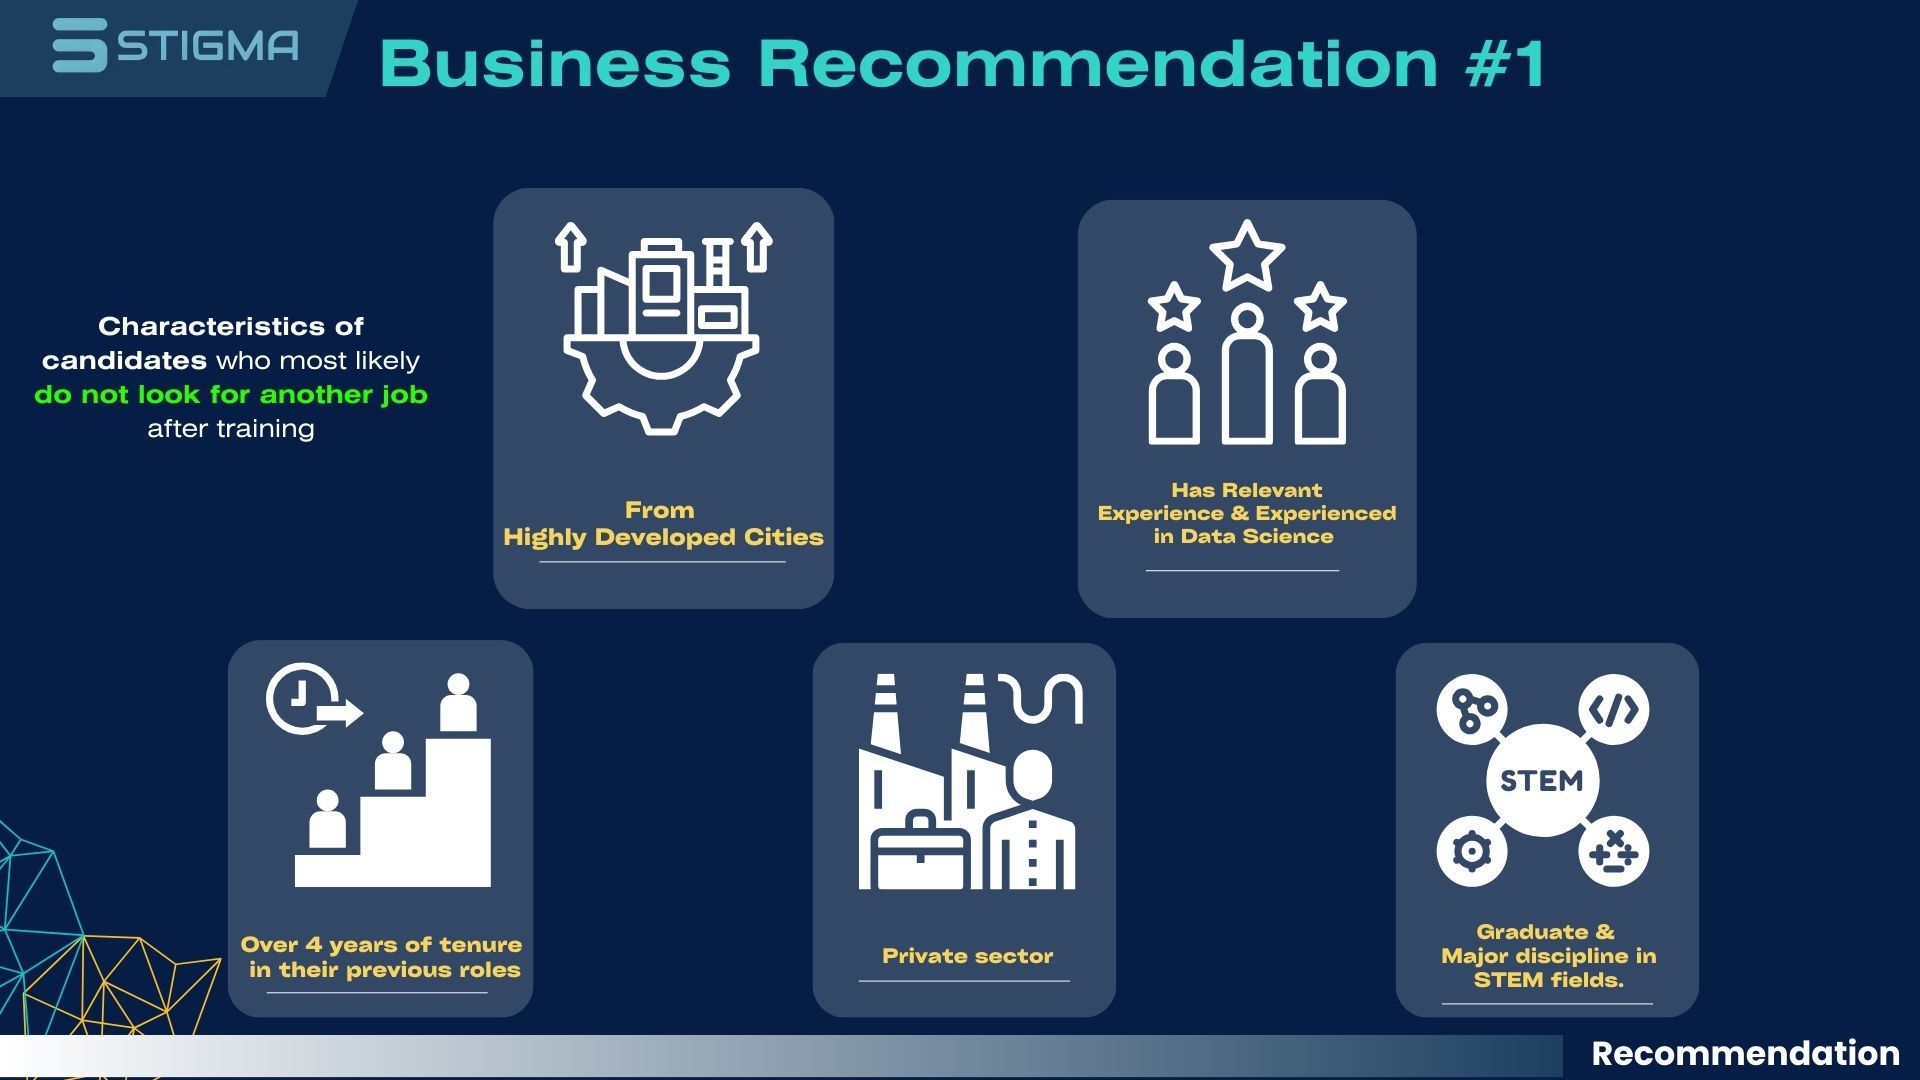 STIGMA
Business Recommendation #1
Characteristics of
candidates who most likely
do not look for another job
after training
From
Highly Developed Cities
Has Relevant
Experience & Experienced
in Data Science
Over 4 years of tenure
in their previous roles
Private sector
STEM
Graduate &
Major discipline in
STEM fields.
Recommendation